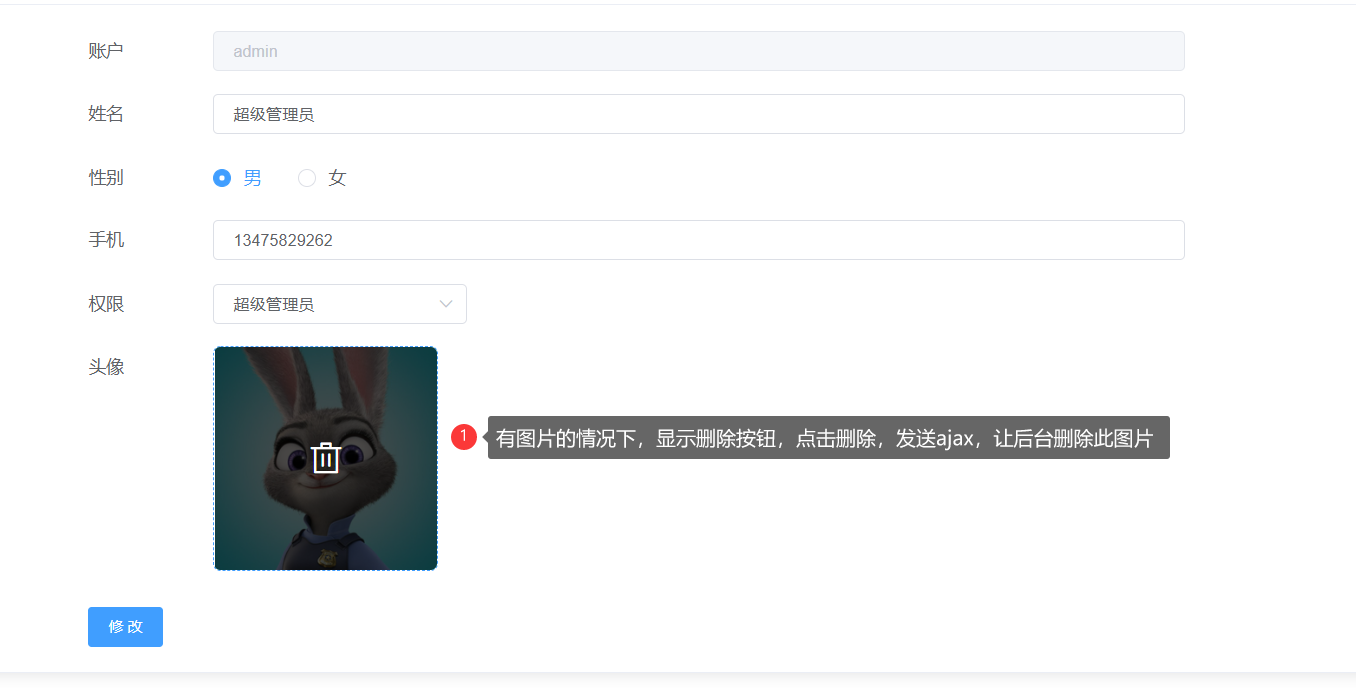 账户
admin
姓名
超级管理员
性别
男
女
手机
13475829262
权限
超级管理员
头像
1
有图片的情况下，显示删除按钮，点击删除，发送ajax，让后台删除此图片
修 改